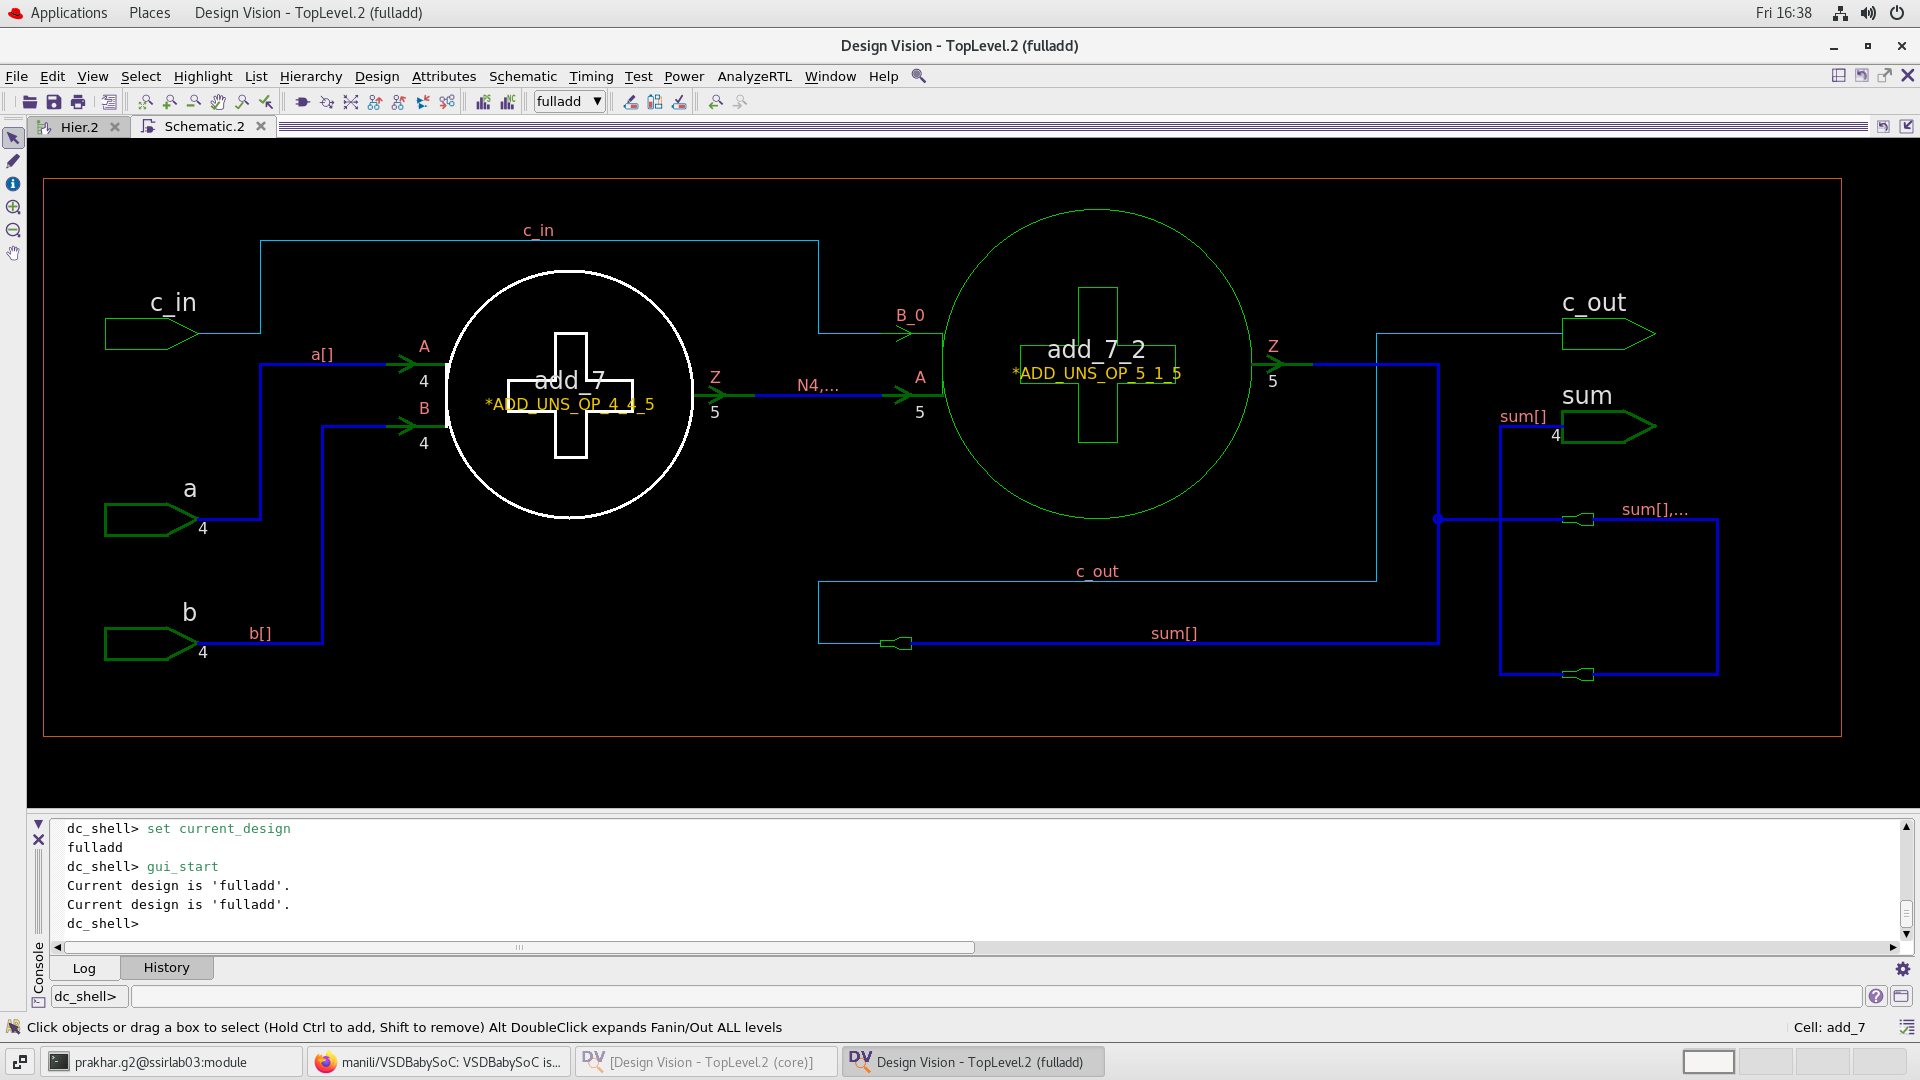 Applications Places Design Vision - TopLevel.2 (fulladd) Fri 16:38
Design Vision - TopLevel.2 (fulladd)
File Edit View Select Highlight List Hierarchy Design Attributes Schematic Timing Test Power AnalyzeRTL Window Help
fulladd
Hier.2 Schematic.2
c_in
c_in
c_out
B_0
a[]
A
add_7_2
Z
*ADD_UNS_OP_5_1_5
4
add_7
Z
N4,...
A
5
*ADD_UNS_OP_4_4_5
B
5
5
sum
sum[]
4
4
a
4
sum[],...
c_out
b
b[]
4
sum[]
dc_shell> set current_design
fulladd
dc_shell> gui_start
Current design is 'fulladd'.
Current design is 'fulladd'.
dc_shell>
Console
Log History
dc_shell>
Click objects or drag a box to select (Hold Ctrl to add, Shift to remove) Alt DoubleClick expands Fanin/Out ALL levels Cell: add_7
prakhar.g2@ssirlab03:module manili/VSDBabySoC: VSDBabySoC is... DV [Design Vision - TopLevel.2 (core)] DV Design Vision - TopLevel.2 (fulladd)